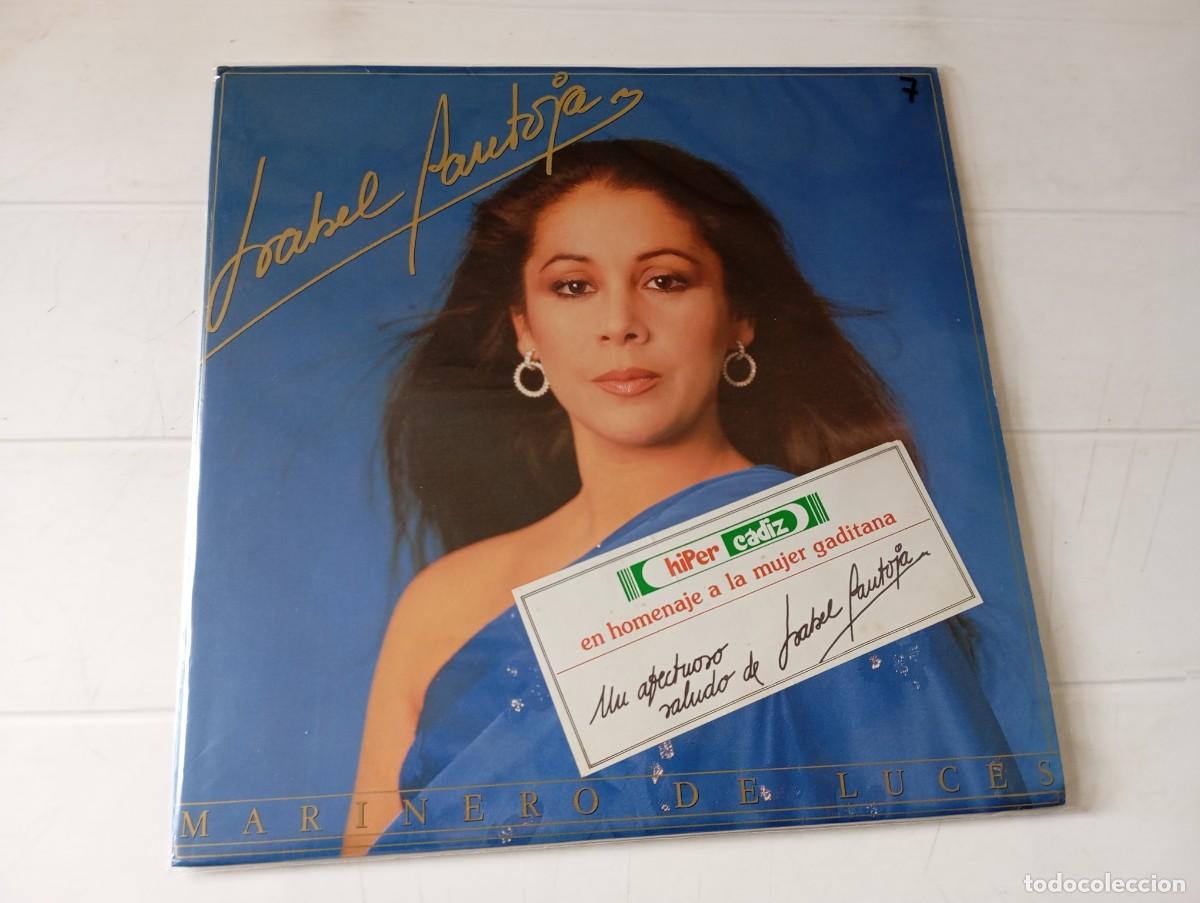 Isabel Pantoja
7
hiPer cádiz
en homenaje a la mujer gaditana
Un afectuoso
saludo de Isabel Pantoja
MARINERO DE LUCES
todocoleccion